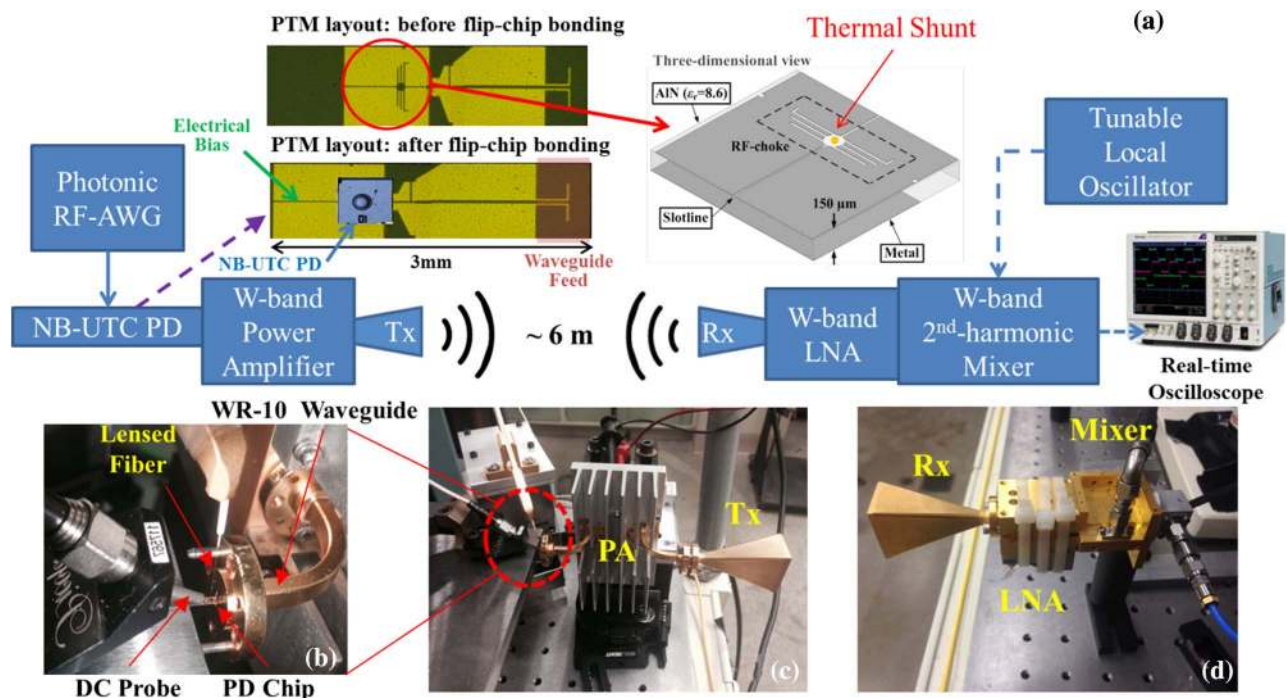 PTM layout: before flip-chip bonding
(a)
Thermal Shunt
Three-dimensional view
AlN (εr=8.6)
RF-choke
Slotline
150 μm
Metal
Electrical
Bias
PTM layout: after flip-chip bonding
3mm
NB-UTC PD
Waveguide
Feed
Photonic
RF-AWG
NB-UTC PD
W-band
Power
Amplifier
Tx
~ 6 m
Rx
W-band
LNA
W-band
2nd-harmonic
Mixer
Tunable
Local
Oscillator
Real-time
Oscilloscope
WR-10 Waveguide
Lensed
Fiber
DC Probe
PD Chip
(b)
PA
Tx
(c)
Rx
Mixer
LNA
(d)